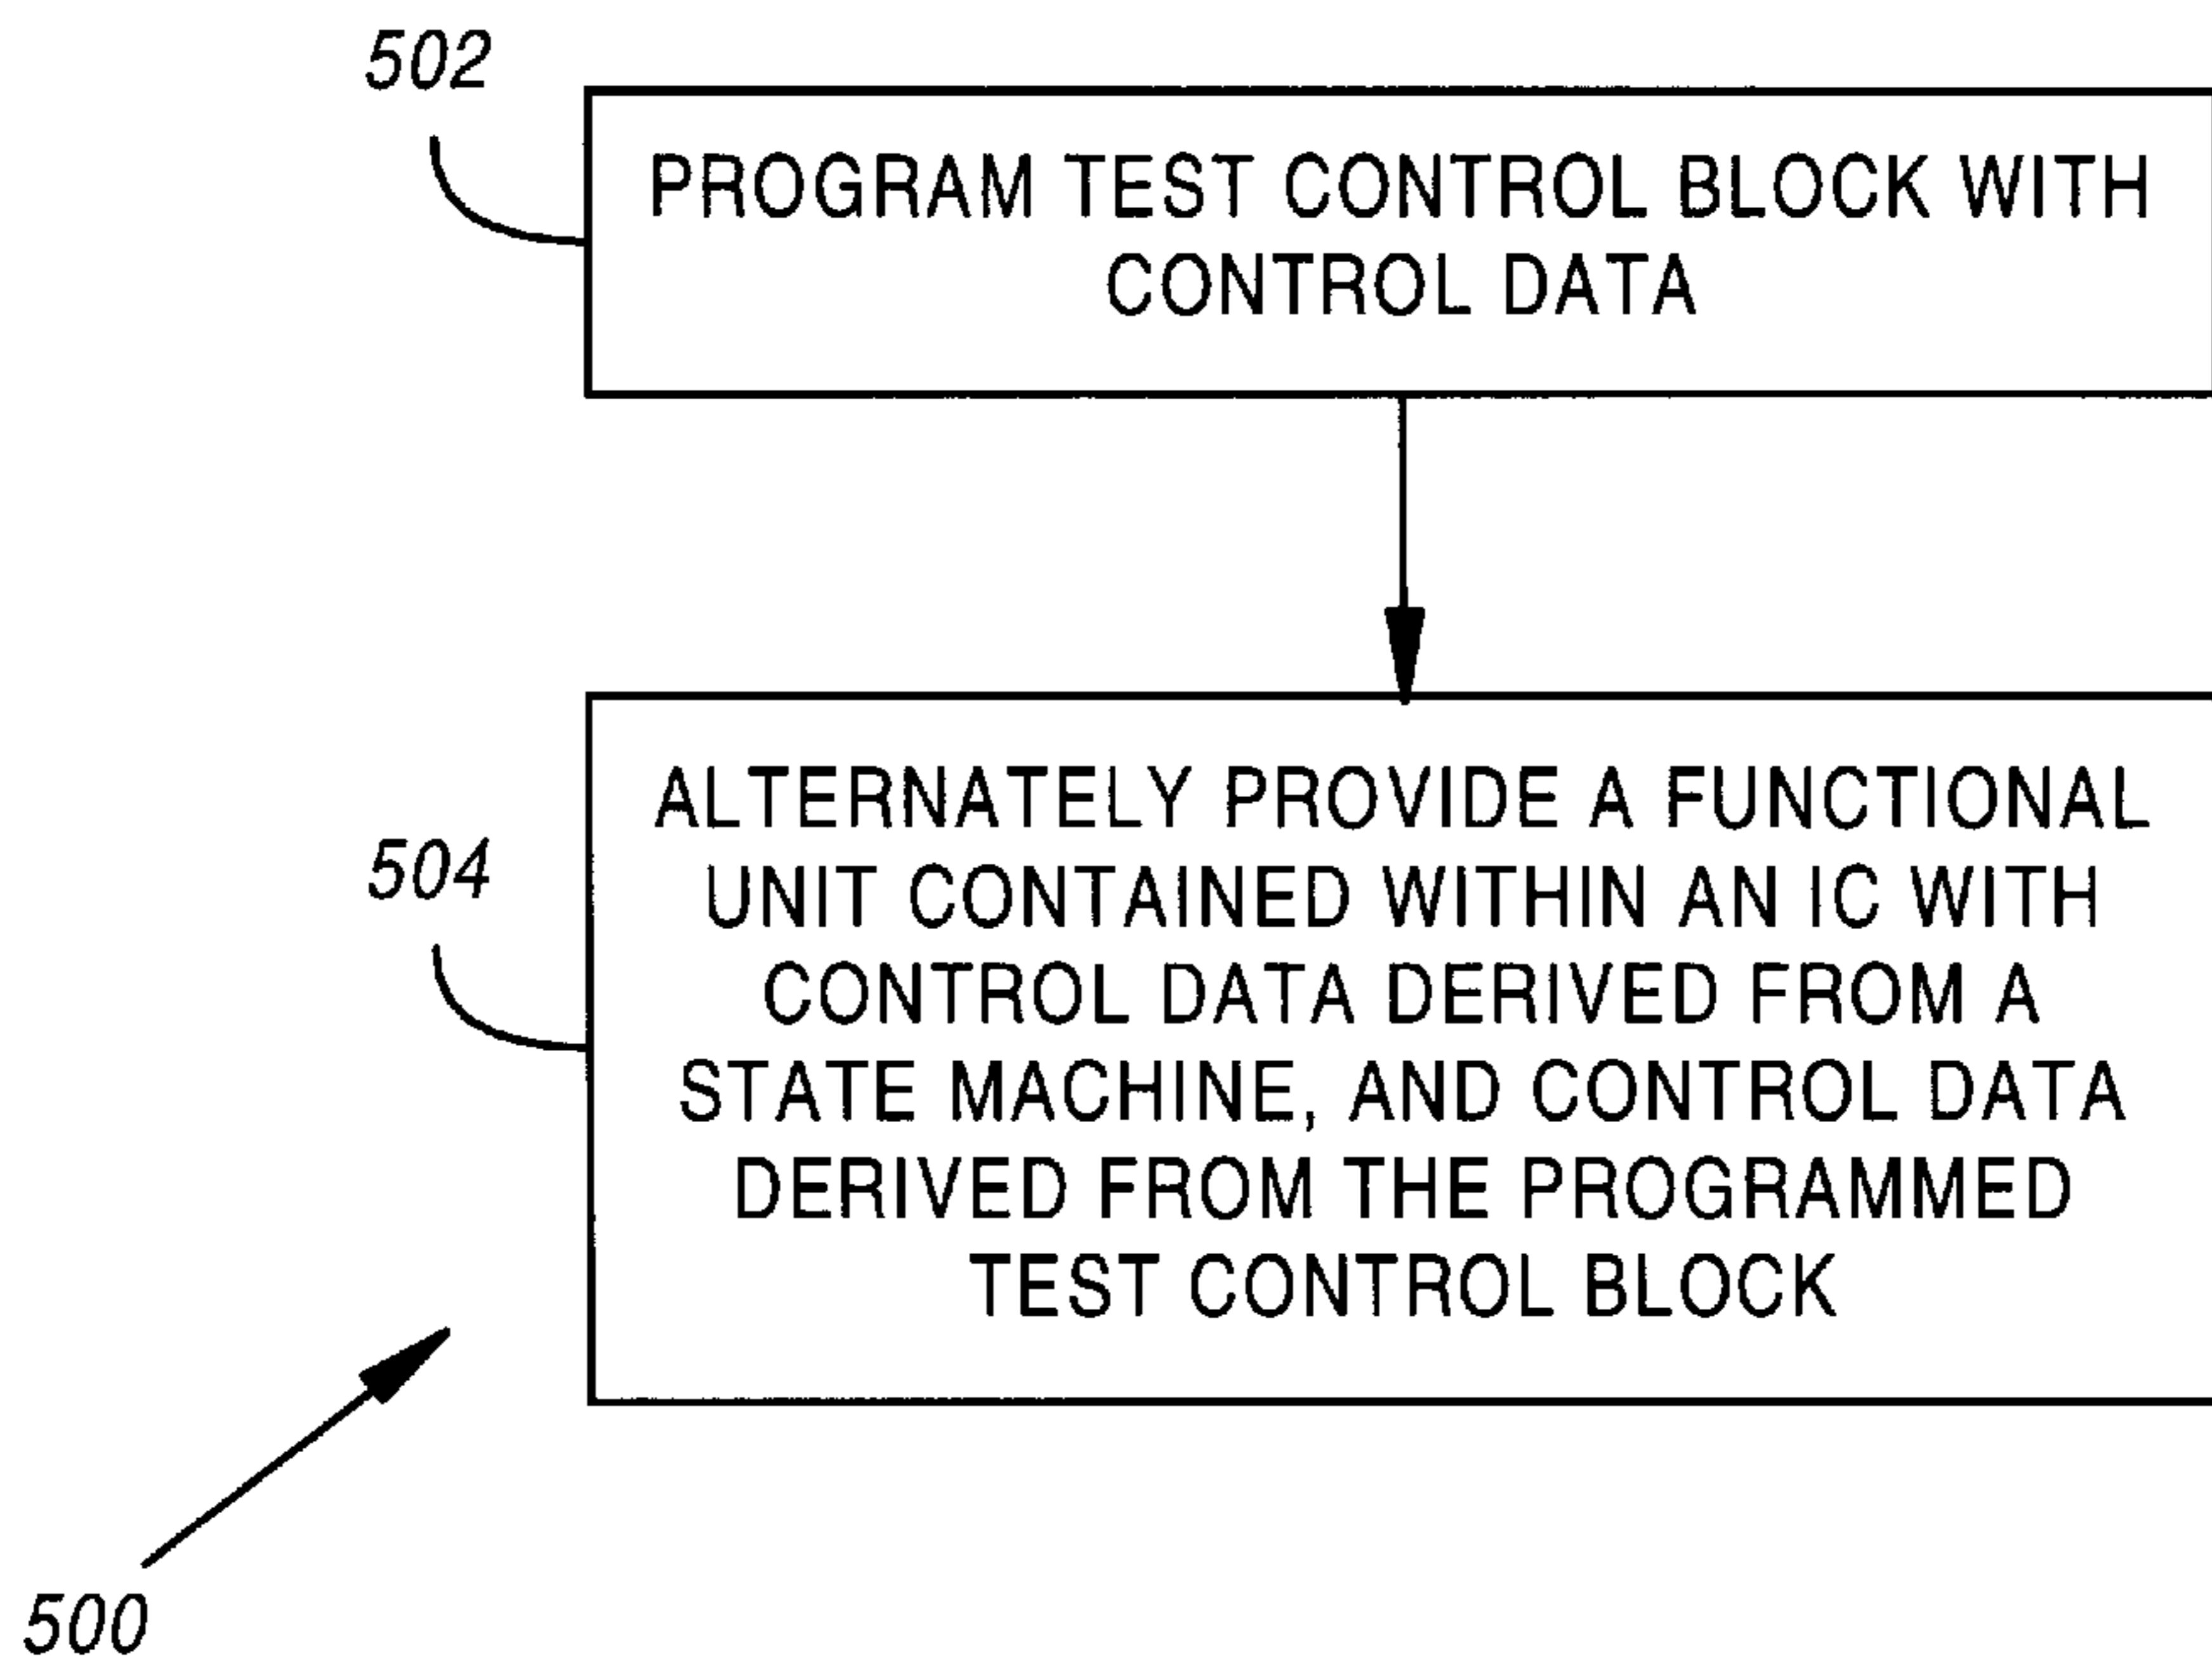 502
PROGRAM TEST CONTROL BLOCK WITH
CONTROL DATA
504
ALTERNATELY PROVIDE A FUNCTIONAL
UNIT CONTAINED WITHIN AN IC WITH
CONTROL DATA DERIVED FROM A
STATE MACHINE, AND CONTROL DATA
DERIVED FROM THE PROGRAMMED
TEST CONTROL BLOCK
500